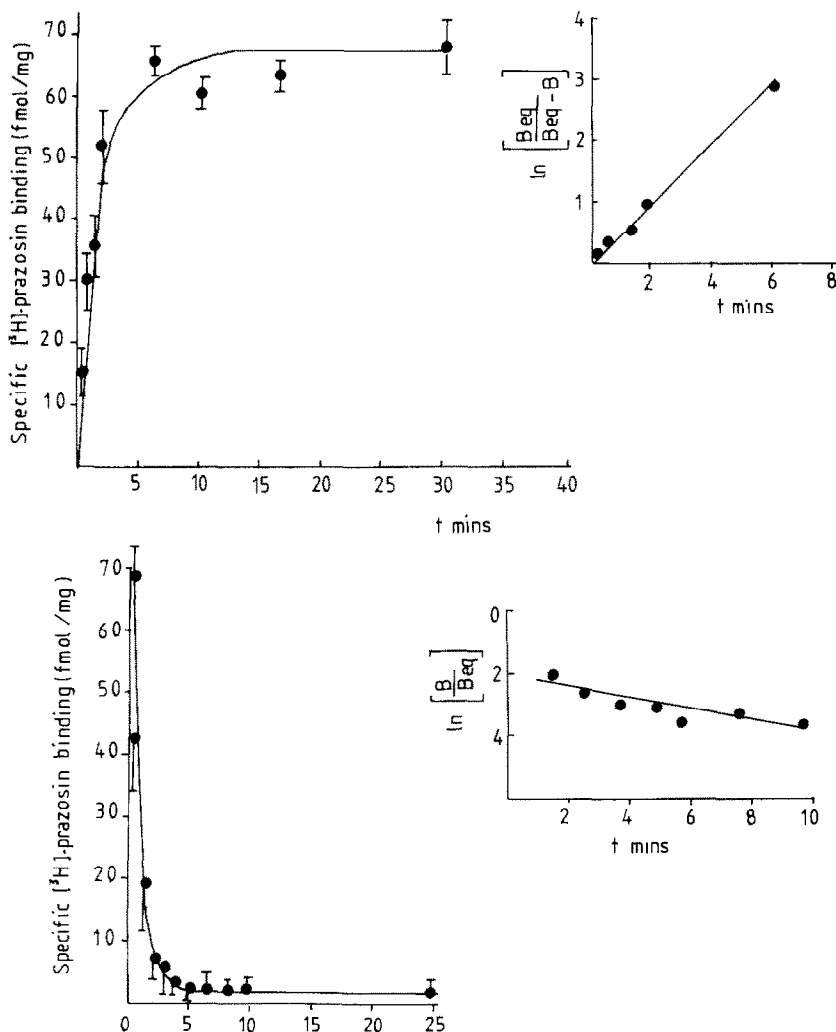 Specific [³H]-prazosin binding (fmol/mg)
70
60
50
40
30
20
10
5 10 15 20 25 30 35 40
t mins
ln [Beq / Beq - B]
4
3
2
1
2 4 6 8
t mins
Specific [³H]-prazosin binding (fmol/mg)
70
60
50
40
30
20
10
0 5 10 15 20 25
ln [B / Beq]
0
2
4
2 4 6 8 10
t mins